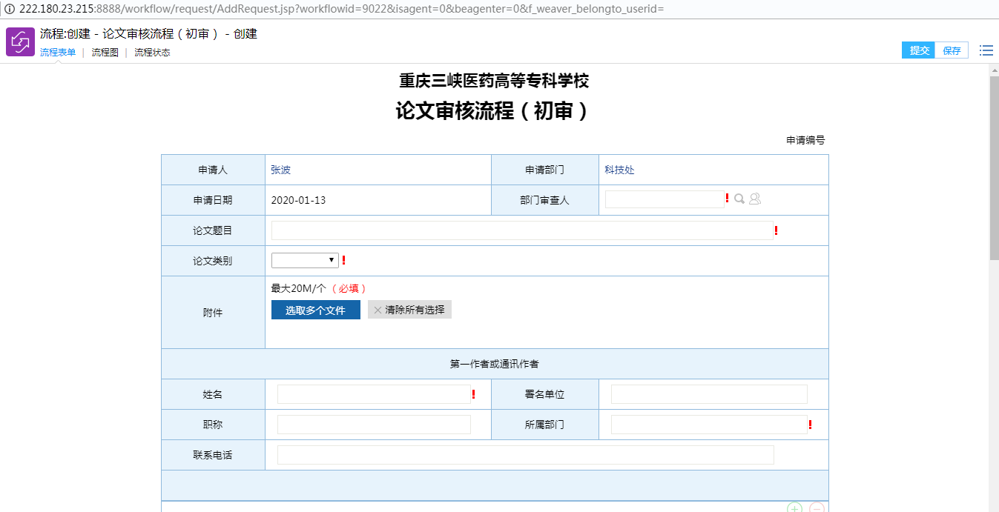 222.180.23.215:8888/workflow/request/AddRequest.jsp?workflowid=9022&isagent=0&beagenter=0&f_weaver_belongto_userid=
流程:创建 - 论文审核流程（初审） - 创建
流程表单 | 流程图 | 流程状态
提交 保存
重庆三峡医药高等专科学校
论文审核流程（初审）
申请编号
申请人 张波 申请部门 科技处
申请日期 2020-01-13 部门审查人 !
论文题目 !
论文类别 !
最大20M/个（必填）
附件
选取多个文件 清除所有选择
第一作者或通讯作者
姓名 ! 署名单位
职称 所属部门 !
联系电话